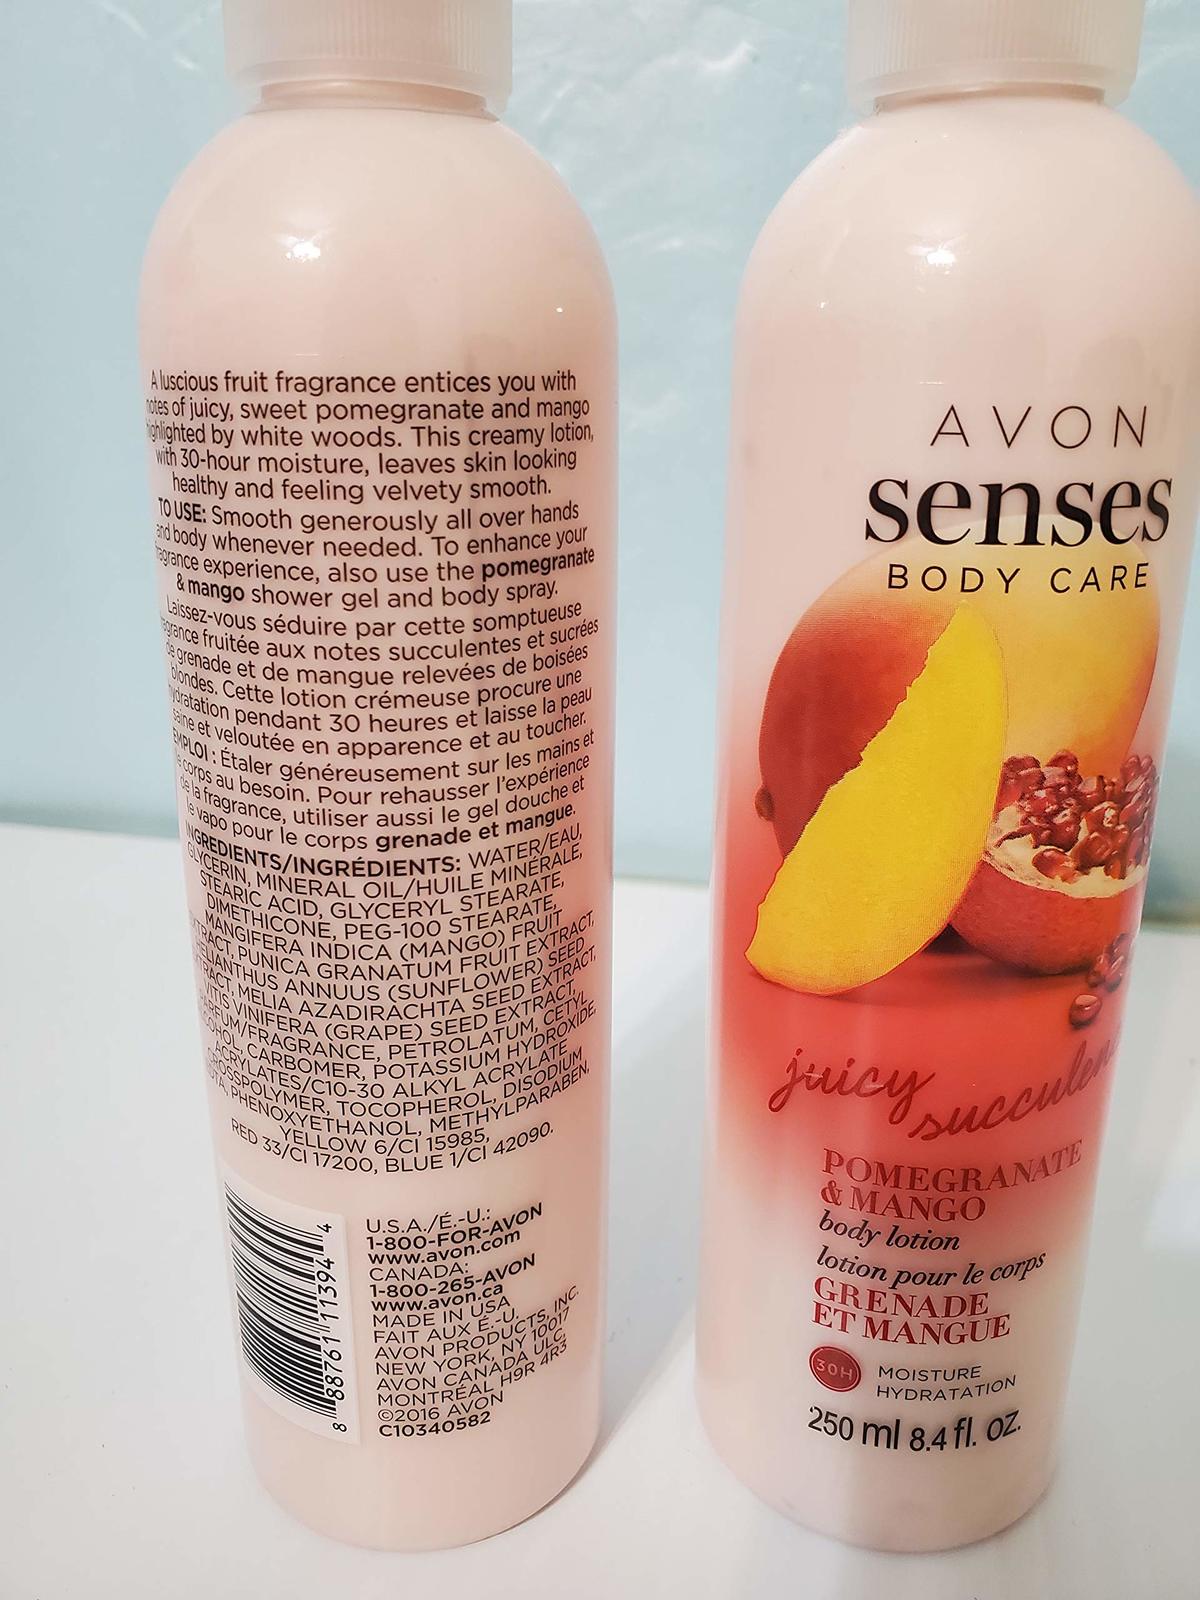 A luscious fruit fragrance entices you with
notes of juicy, sweet pomegranate and mango
highlighted by white woods. This creamy lotion,
with 30-hour moisture, leaves skin looking
healthy and feeling velvety smooth.
TO USE: Smooth generously all over hands
and body whenever needed. To enhance your
fragrance experience, also use the pomegranate
& mango shower gel and body spray.
Laissez-vous séduire par cette somptueuse
fragrance fruitée aux notes succulentes et sucrées
de grenade et de mangue relevées de boisées
blondes. Cette lotion crémeuse procure une
hydratation pendant 30 heures et laisse la peau
saine et veloutée en apparence et au toucher.
EMPLOI : Étaler généreusement sur les mains et
le corps au besoin. Pour rehausser l'expérience
de la fragrance, utiliser aussi le gel douche et
le vapo pour le corps grenade et mangue.
INGREDIENTS/INGRÉDIENTS: WATER/EAU,
GLYCERIN, MINERAL OIL/HUILE MINÉRALE,
STEARIC ACID, GLYCERYL STEARATE,
DIMETHICONE, PEG-100 STEARATE,
MANGIFERA INDICA (MANGO) FRUIT
EXTRACT, PUNICA GRANATUM FRUIT EXTRACT,
HELIANTHUS ANNUUS (SUNFLOWER) SEED
EXTRACT, MELIA AZADIRACHTA SEED EXTRACT,
VITIS VINIFERA (GRAPE) SEED EXTRACT,
PARFUM/FRAGRANCE, PETROLATUM, CETYL
ALCOHOL, CARBOMER, POTASSIUM HYDROXIDE,
ACRYLATES/C10-30 ALKYL ACRYLATE
CROSSPOLYMER, TOCOPHEROL, DISODIUM
EDTA, PHENOXYETHANOL, METHYLPARABEN,
YELLOW 6/CI 15985,
RED 33/CI 17200, BLUE 1/CI 42090.
8 88761 11394 4
U.S.A./É.-U.:
1-800-FOR-AVON
www.avon.com
CANADA:
1-800-265-AVON
www.avon.ca
MADE IN USA
FAIT AUX É.-U.
AVON PRODUCTS, INC.
NEW YORK, NY 10017
AVON CANADA ULC,
MONTRÉAL H9R 4R3
©2016 AVON
C10340582
AVON
senses
BODY CARE
juicy
POMEGRANATE
& MANGO
body lotion
lotion pour le corps
GRENADE
ET MANGUE
30H MOISTURE
HYDRATATION
250 ml 8.4 fl. oz.